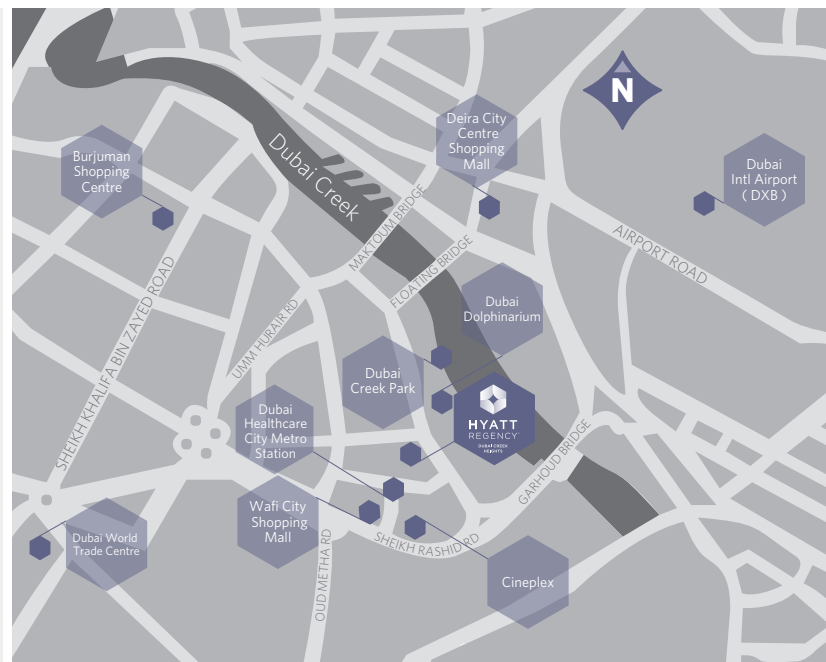 N
Deira City
Centre
Shopping
Mall
Burjuman
Shopping
Centre
Dubai
Intl Airport
( DXB )
Dubai Creek
MAKTOUM BRIDGE
FLOATING BRIDGE
AIRPORT ROAD
SHEIKH KHALIFA BIN ZAYED ROAD
UMM HURAIR RD
Dubai
Dolphinarium
Dubai
Creek Park
HYATT
REGENCY
DUBAI CREEK
HEIGHTS
Dubai
Healthcare
City Metro
Station
GARHOUD BRIDGE
Wafi City
Shopping
Mall
Dubai World
Trade Centre
SHEIKH RASHID RD
OUD METHA RD
Cineplex